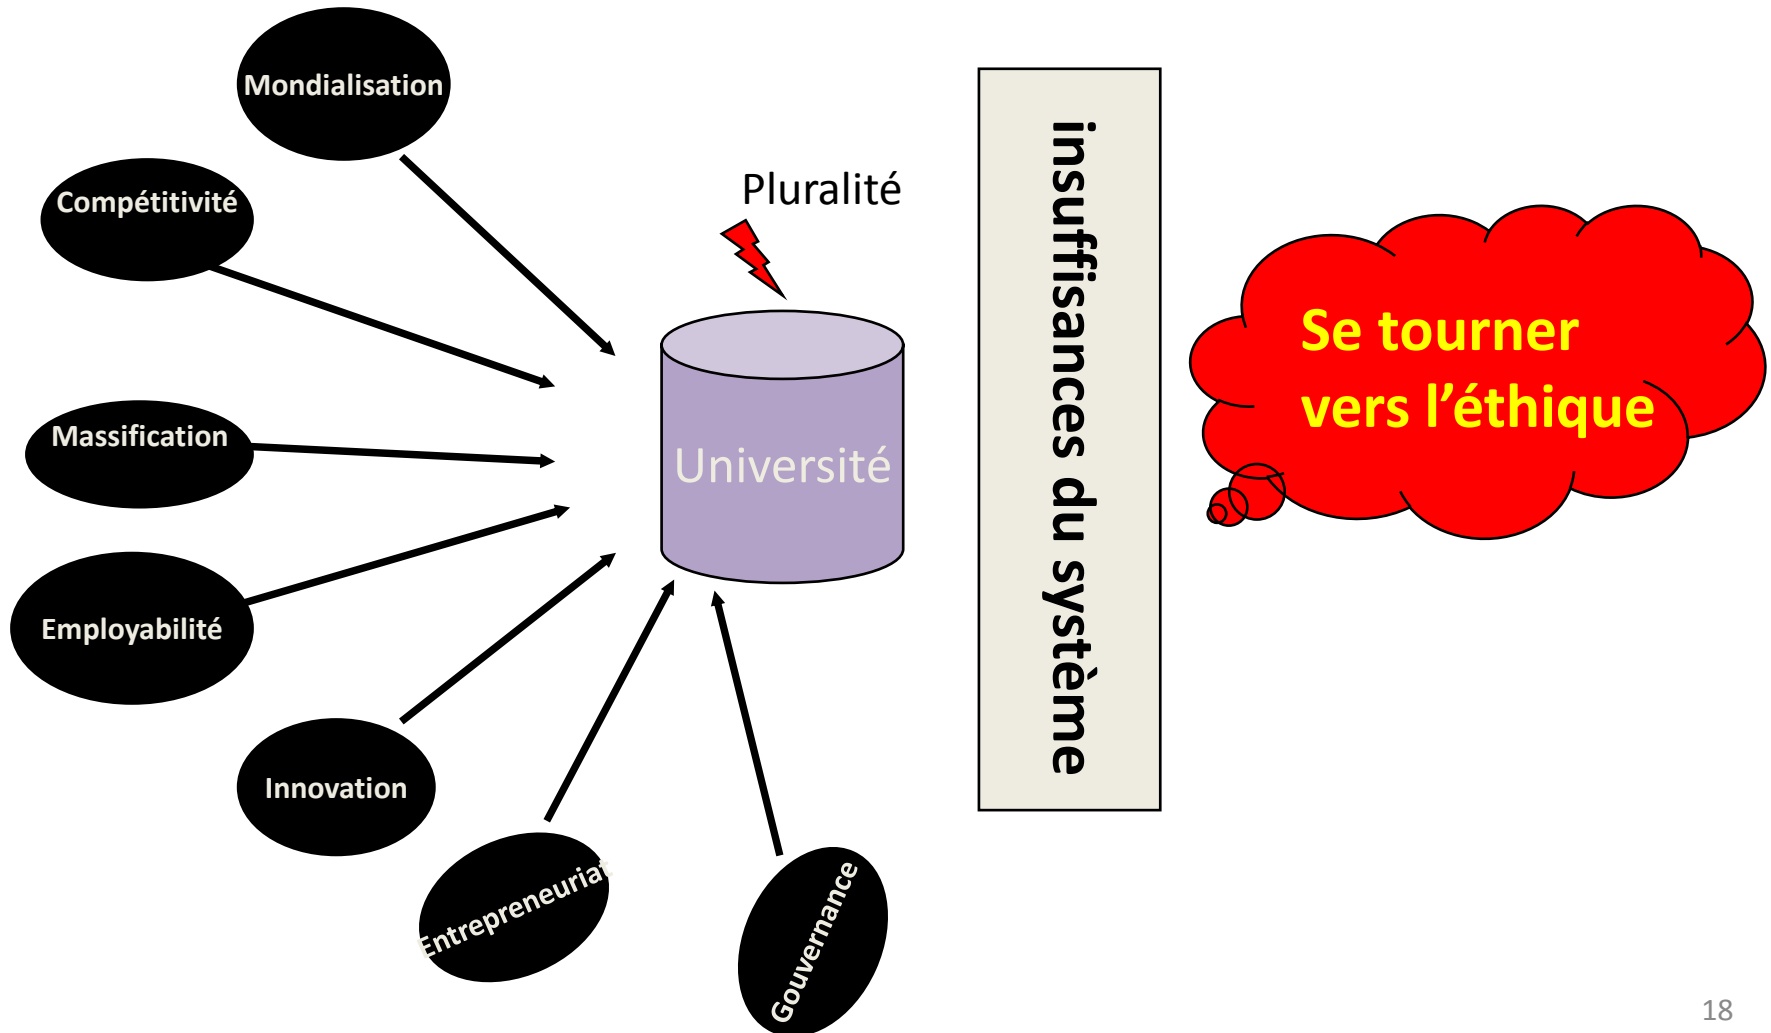 Mondialisation
Compétitivité
Massification
Employabilité
Innovation
Entrepreneuriat
Gouvernance
Pluralité
Université
insuffisances du système
Se tourner
vers l’éthique
18